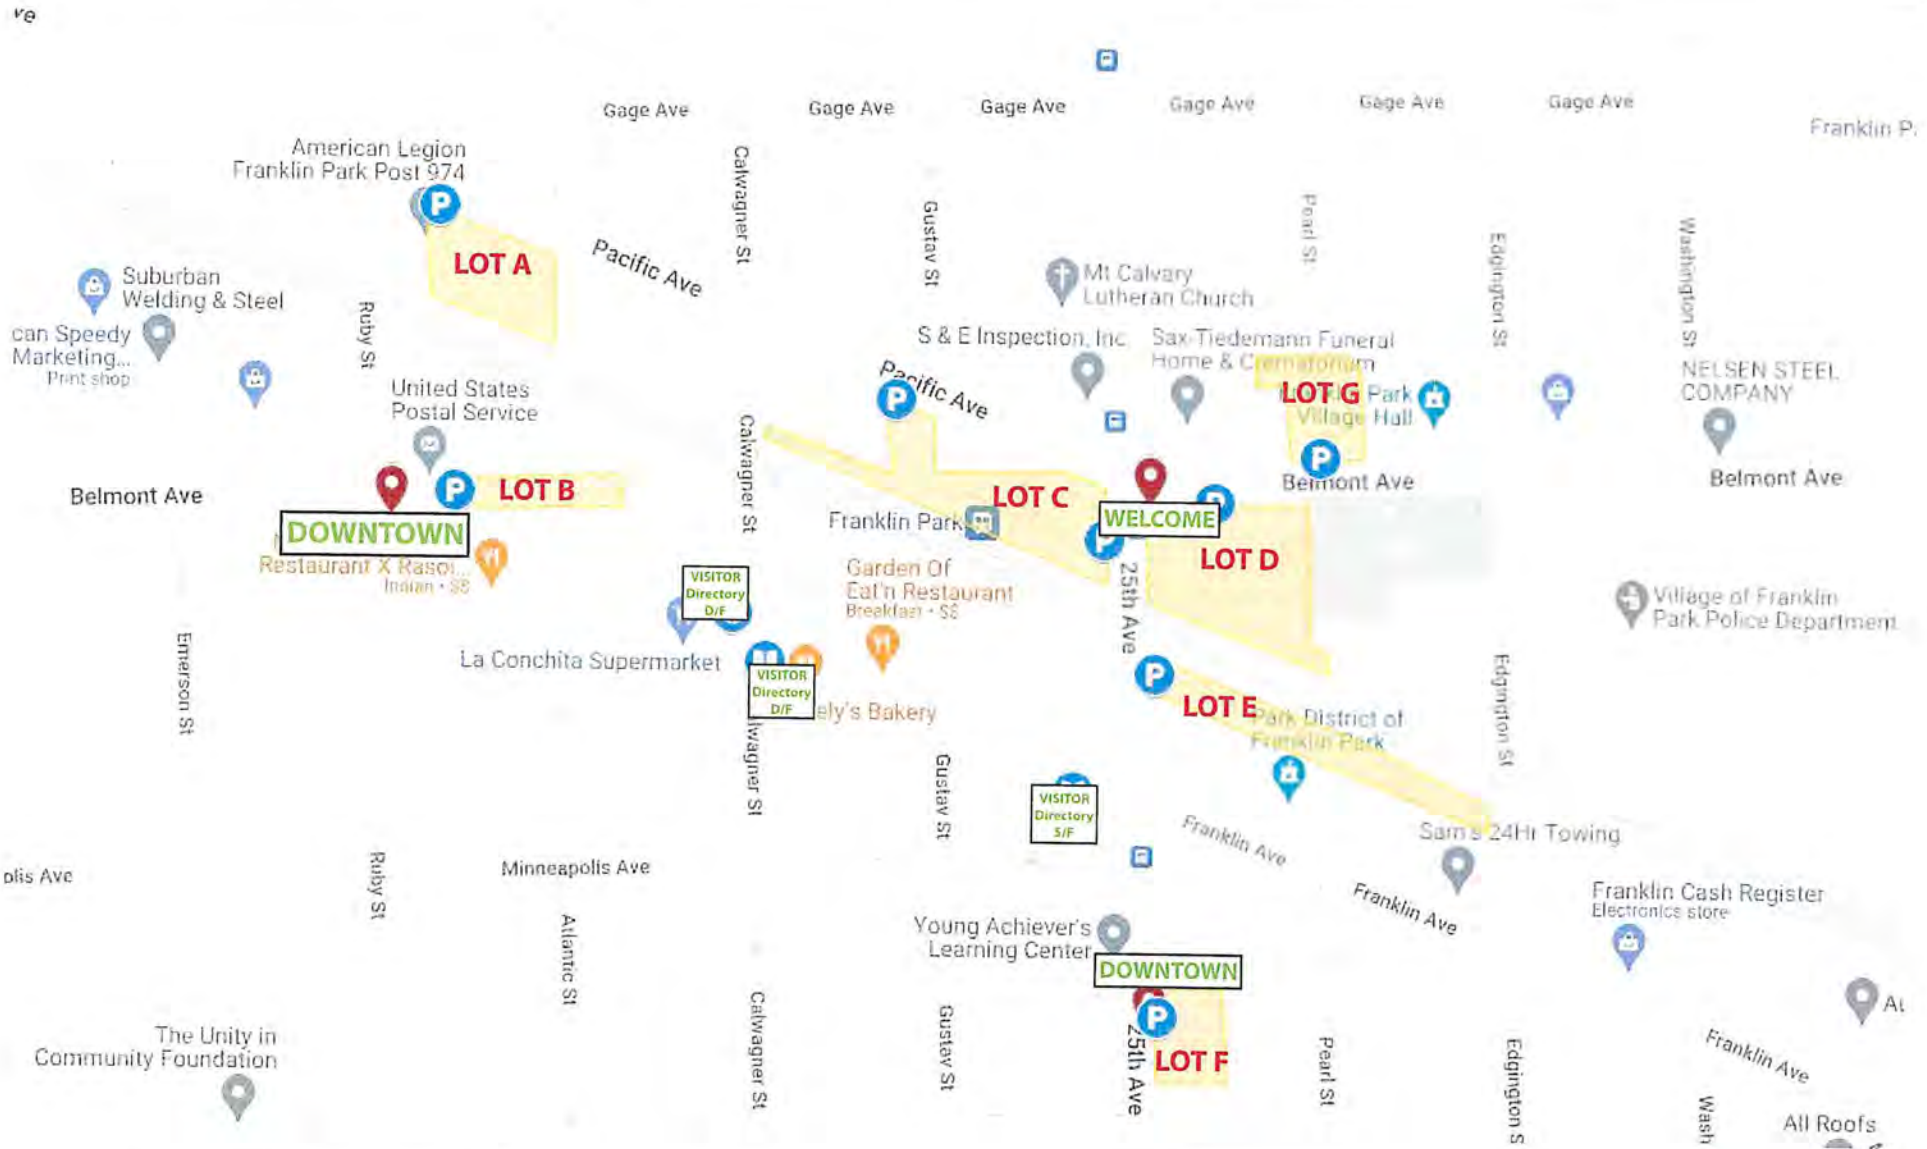 ve
Gage Ave
Gage Ave
Gage Ave
Gage Ave
Gage Ave
Gage Ave
Franklin P.
American Legion
Franklin Park Post 974
P
LOT A
Pacific Ave
Calwagner St
Gustav St
Pearl St
Edgington St
Washington St
Suburban
Welding & Steel
can Speedy
Marketing...
Print shop
Ruby St
Mt Calvary
Lutheran Church
S & E Inspection, Inc
Sax-Tiedemann Funeral
Home & Crematorium
LOT G
Park
Village Hall
P
NELSEN STEEL
COMPANY
United States
Postal Service
Pacific Ave
P
Calwagner St
Belmont Ave
P
LOT B
DOWNTOWN
Restaurant X Rasoi...
Indian • $$
LOT C
Franklin Park
WELCOME
P
P
LOT D
Belmont Ave
Belmont Ave
VISITOR
Directory
D/F
Garden Of
Eat'n Restaurant
Breakfast • $$
25th Ave
Village of Franklin
Park Police Department
Emerson St
La Conchita Supermarket
VISITOR
Directory
D/F
ely's Bakery
lwagner St
P
LOT E
Park District of
Franklin Park
Edgington St
Gustav St
VISITOR
Directory
S/F
Franklin Ave
Sam's 24Hr Towing
olis Ave
Ruby St
Minneapolis Ave
Franklin Ave
Franklin Cash Register
Electronics store
Atlantic St
Young Achiever's
Learning Center
DOWNTOWN
P
LOT F
25th Ave
The Unity in
Community Foundation
Calwagner St
Gustav St
Pearl St
Edgington S
Franklin Ave
Wash
All Roofs